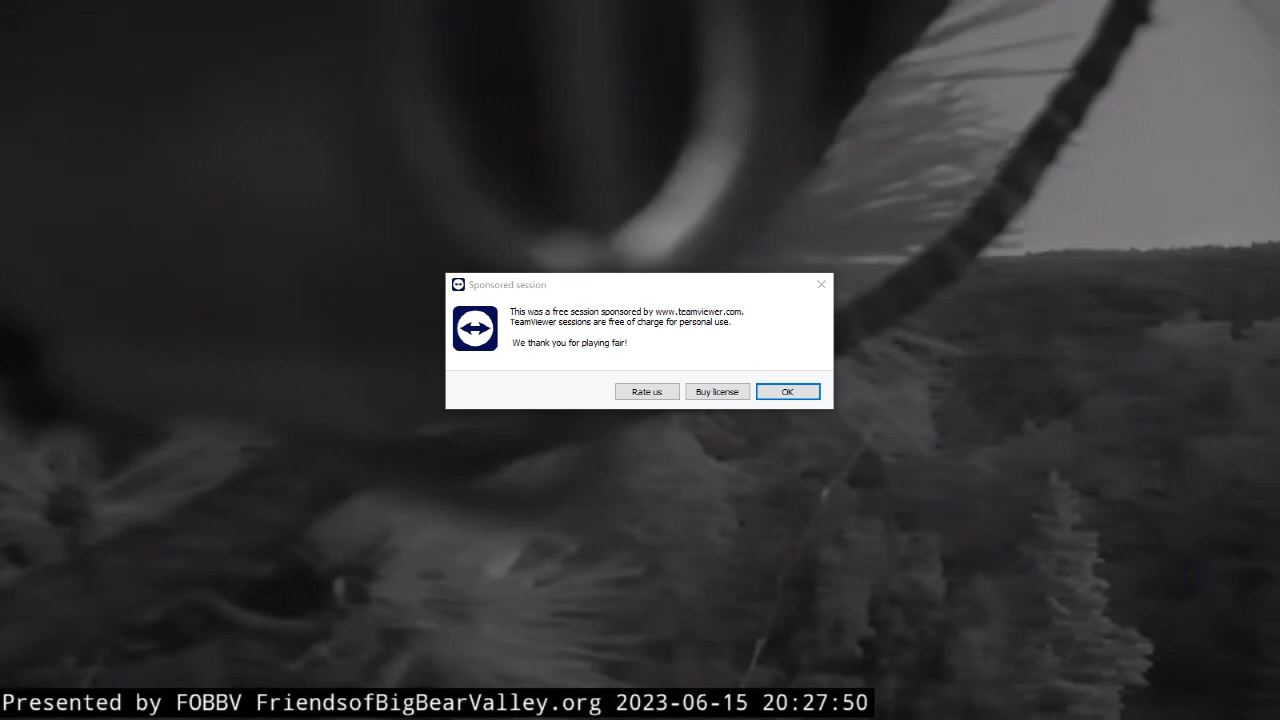 Sponsored session
This was a free session sponsored by www.teamviewer.com.
TeamViewer sessions are free of charge for personal use.
We thank you for playing fair!
Rate us Buy license OK
Presented by FOBBV FriendsofBigBearValley.org 2023-06-15 20:27:50